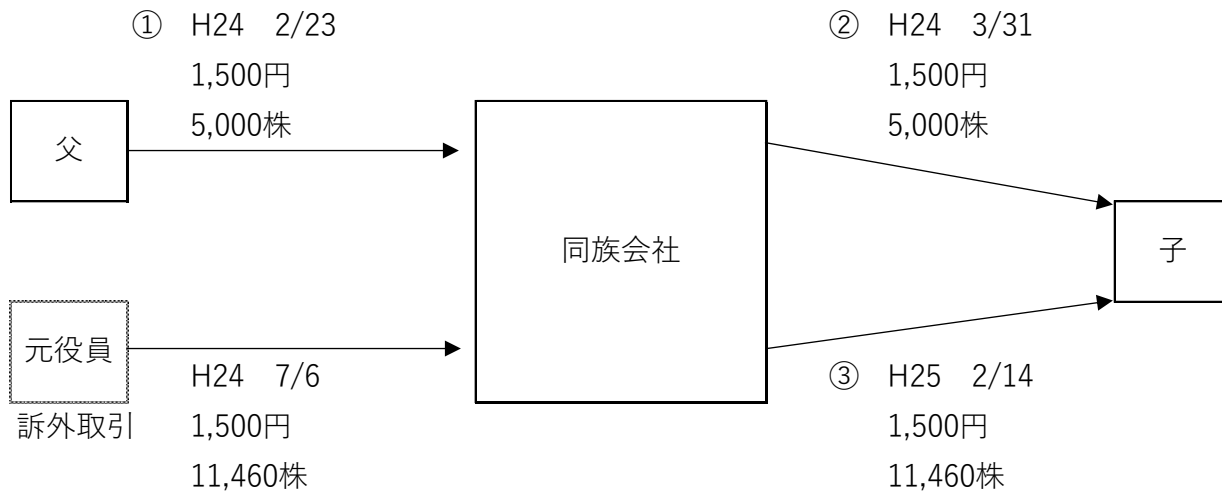 ① H24 2/23
1,500円
5,000株
② H24 3/31
1,500円
5,000株
父
同族会社
子
元役員
訴外取引
H24 7/6
1,500円
11,460株
③ H25 2/14
1,500円
11,460株